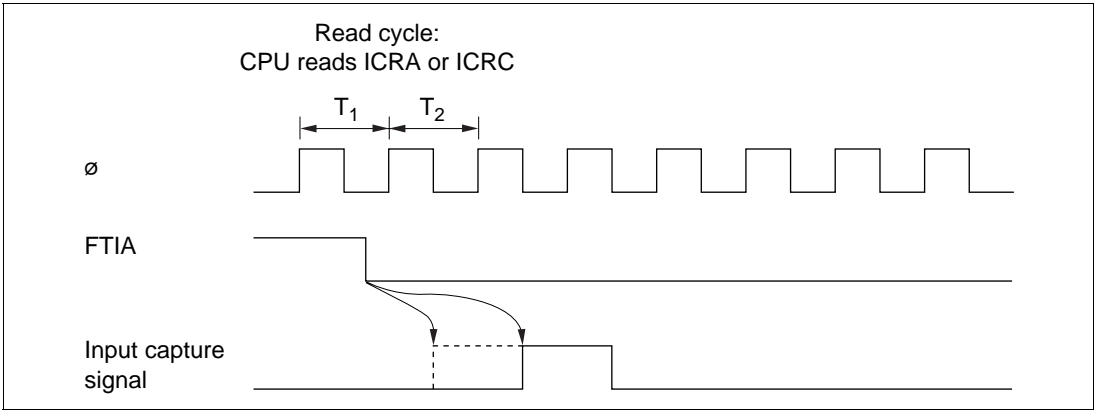 Read cycle:
CPU reads ICRA or ICRC
T1 T2
ø
FTIA
Input capture
signal